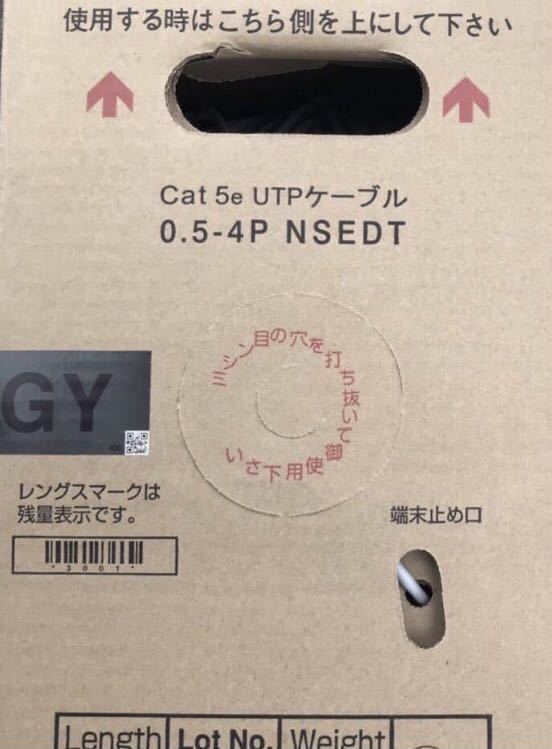 使用する時はこちら側を上にして下さい
Cat 5e UTPケーブル
0.5-4P NSEDT
ミシン目の穴を打ち抜いて御使用下さい
GY
レングスマークは
残量表示です。
端末止め口
*3001*
Length Lot No. Weight